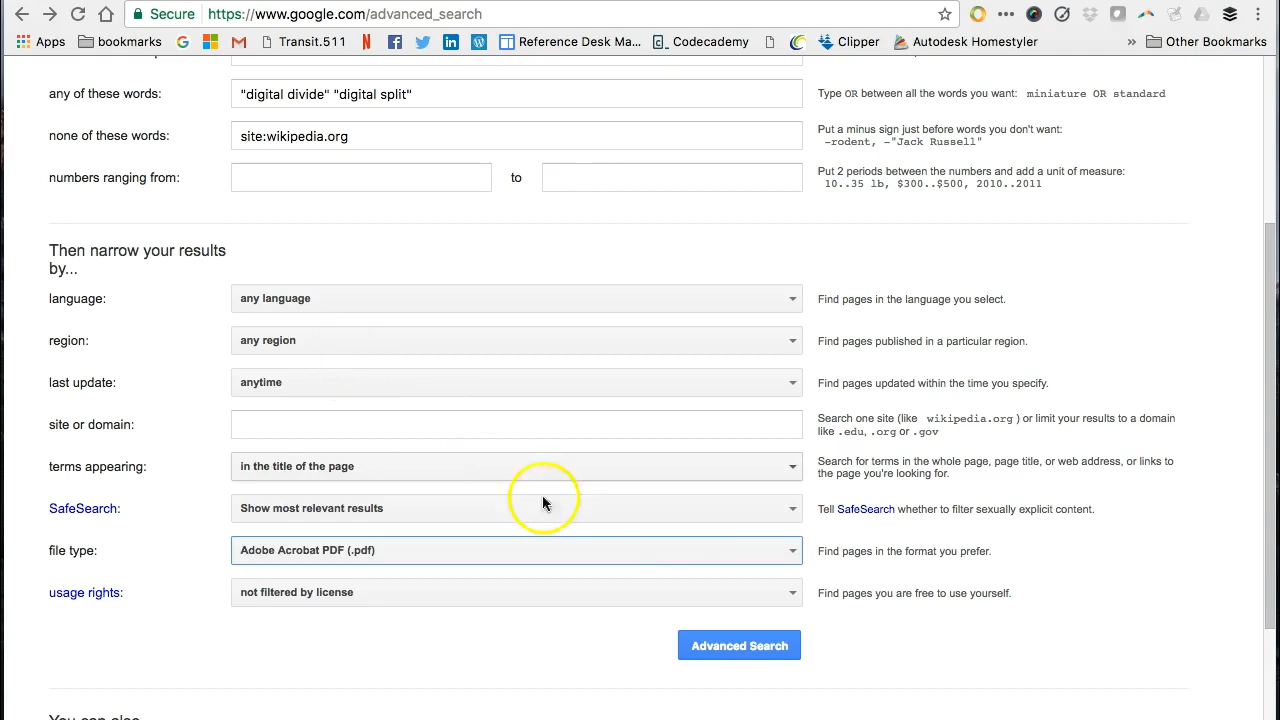 Secure https://www.google.com/advanced_search
Apps bookmarks Transit.511 Reference Desk Ma... Codecademy Clipper Autodesk Homestyler » Other Bookmarks
any of these words: "digital divide" "digital split" Type OR between all the words you want: miniature OR standard
none of these words: site:wikipedia.org Put a minus sign just before words you don't want:
-rodent, -"Jack Russell"
numbers ranging from: to Put 2 periods between the numbers and add a unit of measure:
10..35 lb, $300..$500, 2010..2011
Then narrow your results
by...
language: any language Find pages in the language you select.
region: any region Find pages published in a particular region.
last update: anytime Find pages updated within the time you specify.
site or domain: Search one site (like wikipedia.org ) or limit your results to a domain
like .edu, .org or .gov
terms appearing: in the title of the page Search for terms in the whole page, page title, or web address, or links to
the page you're looking for.
SafeSearch: Show most relevant results Tell SafeSearch whether to filter sexually explicit content.
file type: Adobe Acrobat PDF (.pdf) Find pages in the format you prefer.
usage rights: not filtered by license Find pages you are free to use yourself.
Advanced Search
You can also